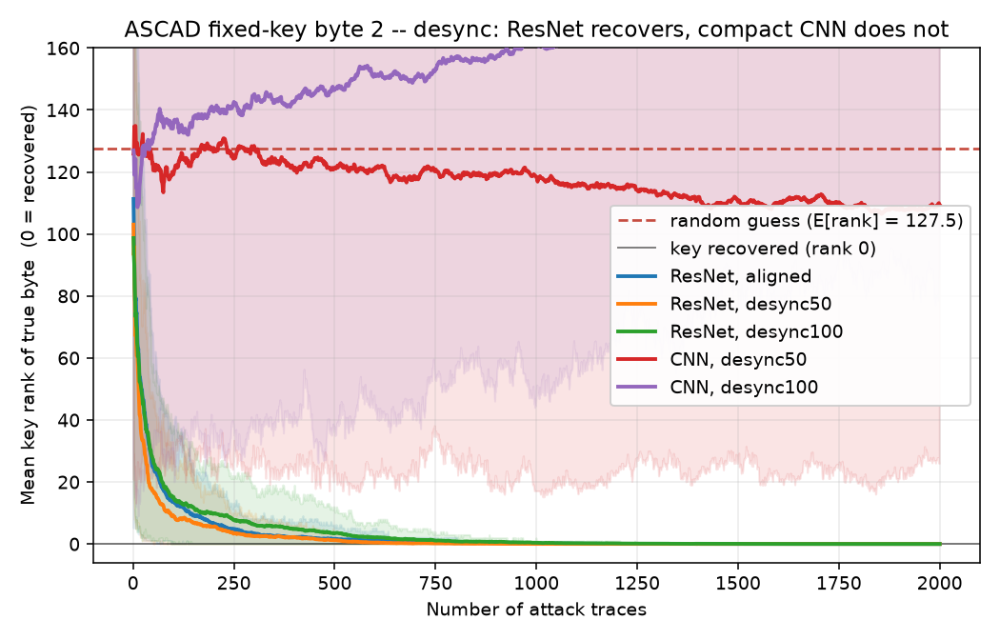 ASCAD fixed-key byte 2 -- desync: ResNet recovers, compact CNN does not
Mean key rank of true byte  (0 = recovered)
160
140
120
100
80
60
40
20
0
random guess (E[rank] = 127.5)
key recovered (rank 0)
ResNet, aligned
ResNet, desync50
ResNet, desync100
CNN, desync50
CNN, desync100
0 250 500 750 1000 1250 1500 1750 2000
Number of attack traces